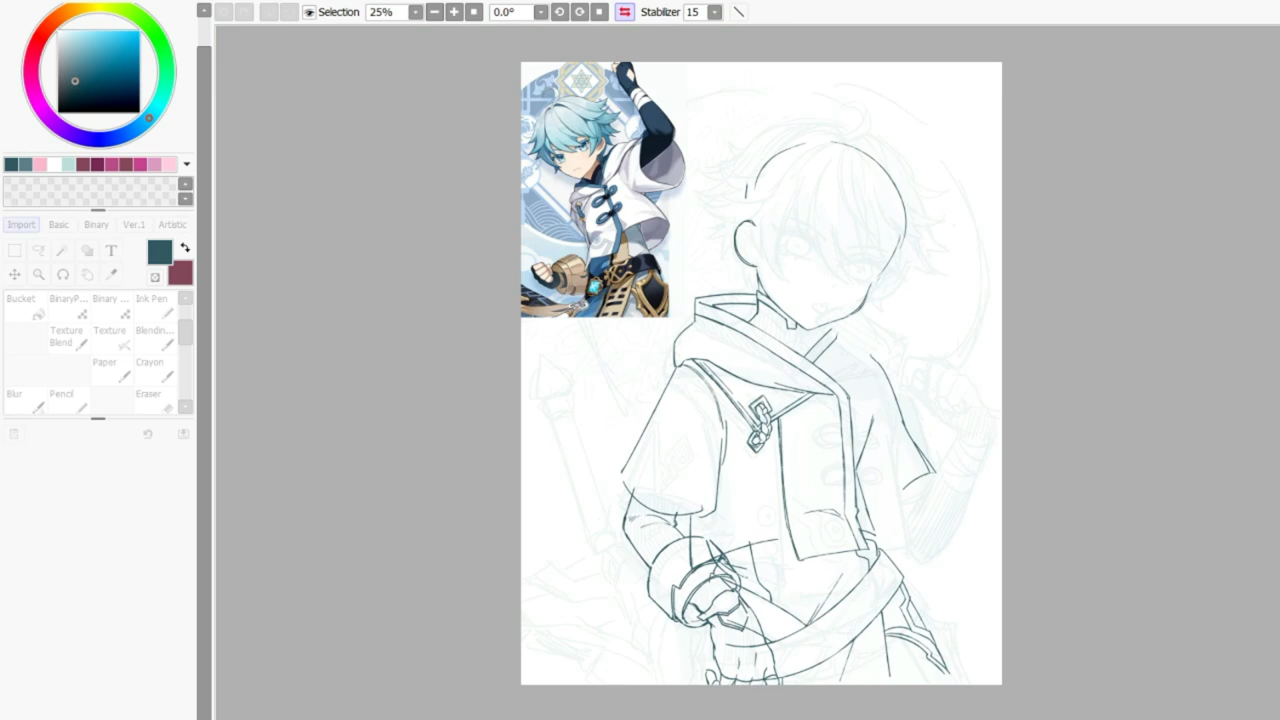 Selection 25% 0.0° Stabilizer 15
Import Basic Binary Ver.1 Artistic
T
Bucket BinaryP... Binary ... Ink Pen
Texture Blend Texture Blendin...
Paper Crayon
Blur Pencil Eraser